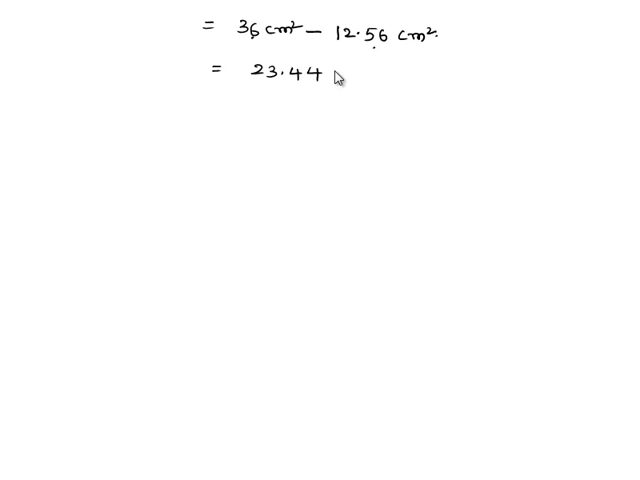 = 36 cm² - 12.56 cm².
= 23.44